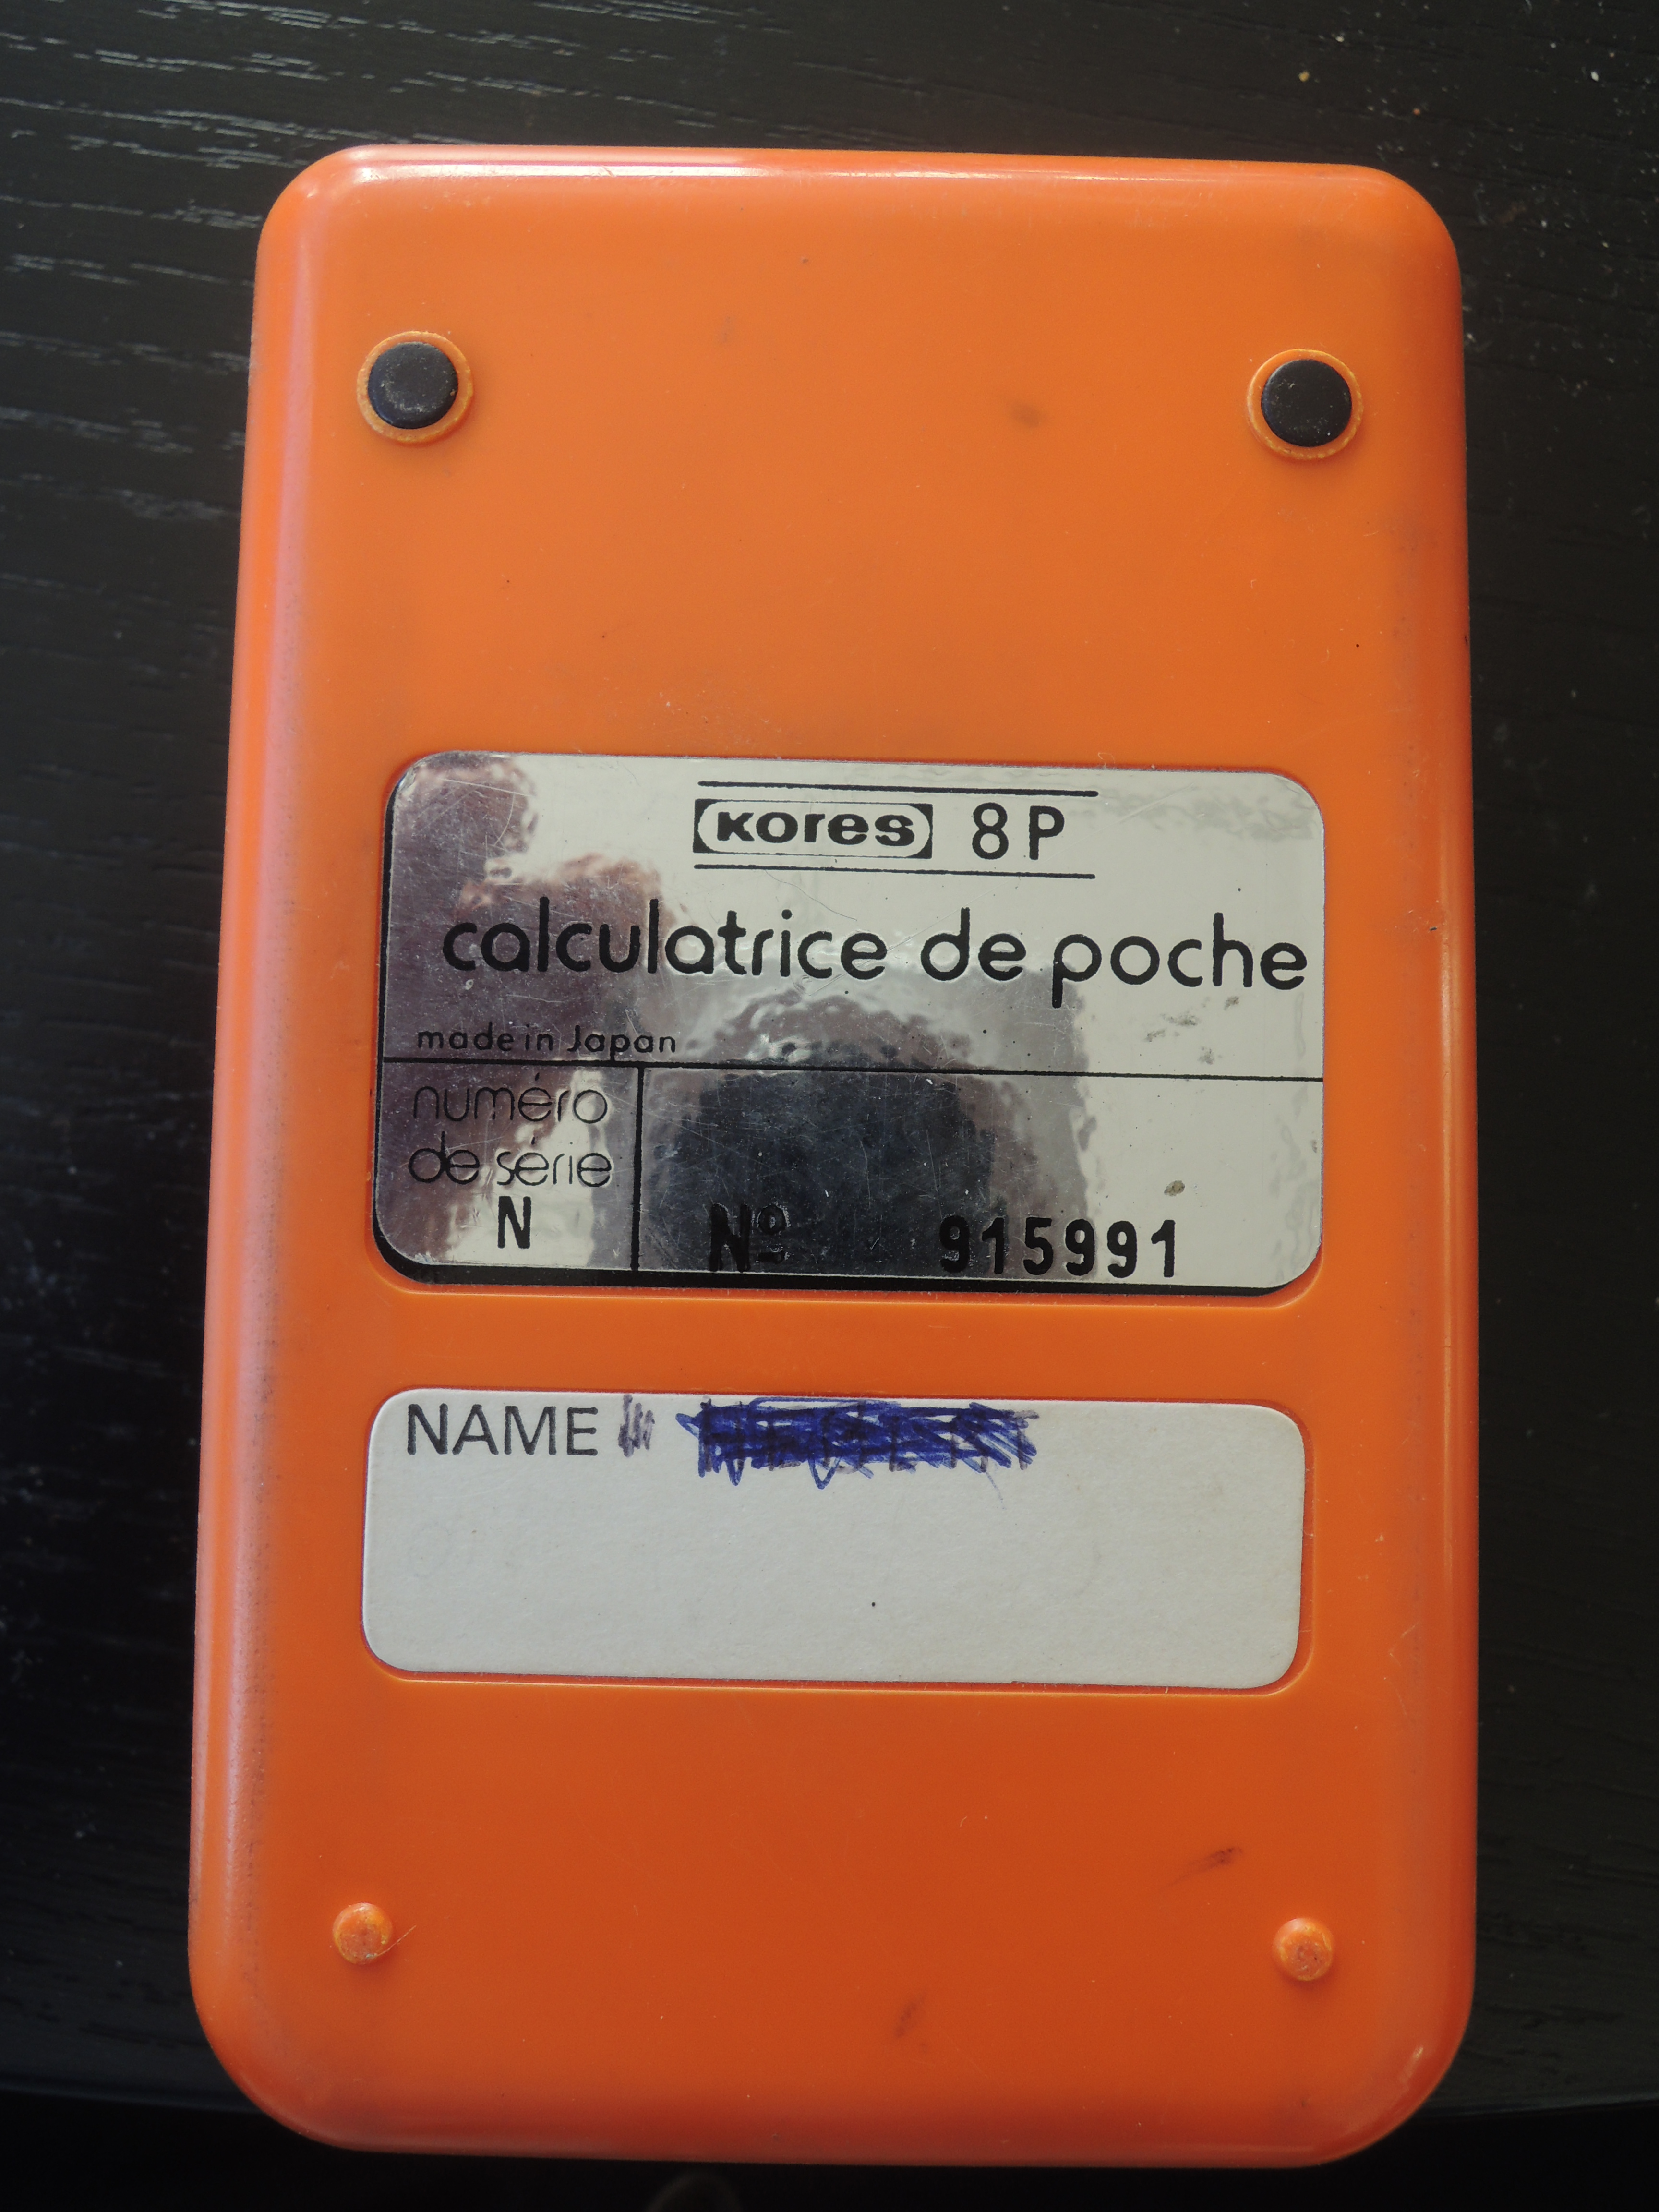 Kores 8P
calculatrice de poche
made in Japan
numéro
de série
N
Nº 915991
NAME